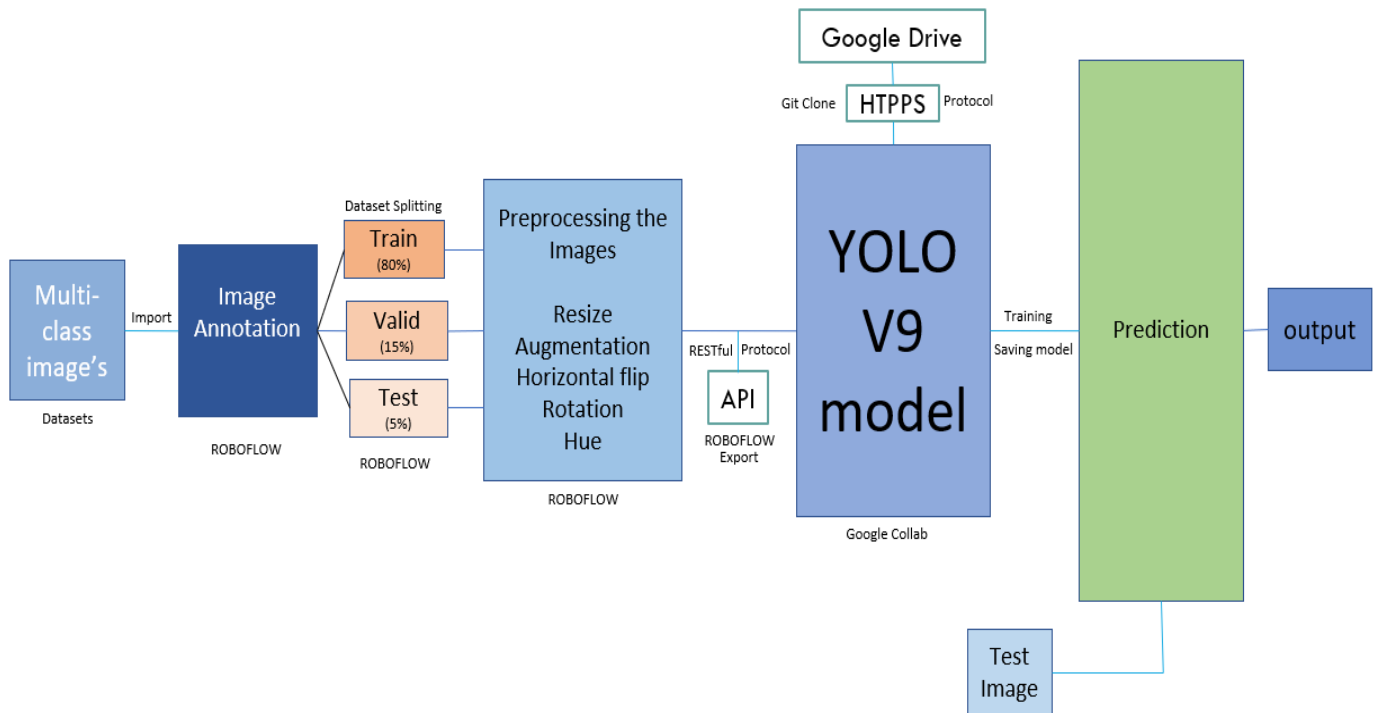 Multi-
class
image's
Datasets
Import
Image
Annotation
ROBOFLOW
Dataset Splitting
Train
(80%)
Valid
(15%)
Test
(5%)
ROBOFLOW
Preprocessing the
Images
Resize
Augmentation
Horizontal flip
Rotation
Hue
ROBOFLOW
RESTful
Protocol
API
ROBOFLOW
Export
Google Drive
Git Clone
HTPPS
Protocol
YOLO
V9
model
Google Collab
Training
Saving model
Prediction
Test
Image
output